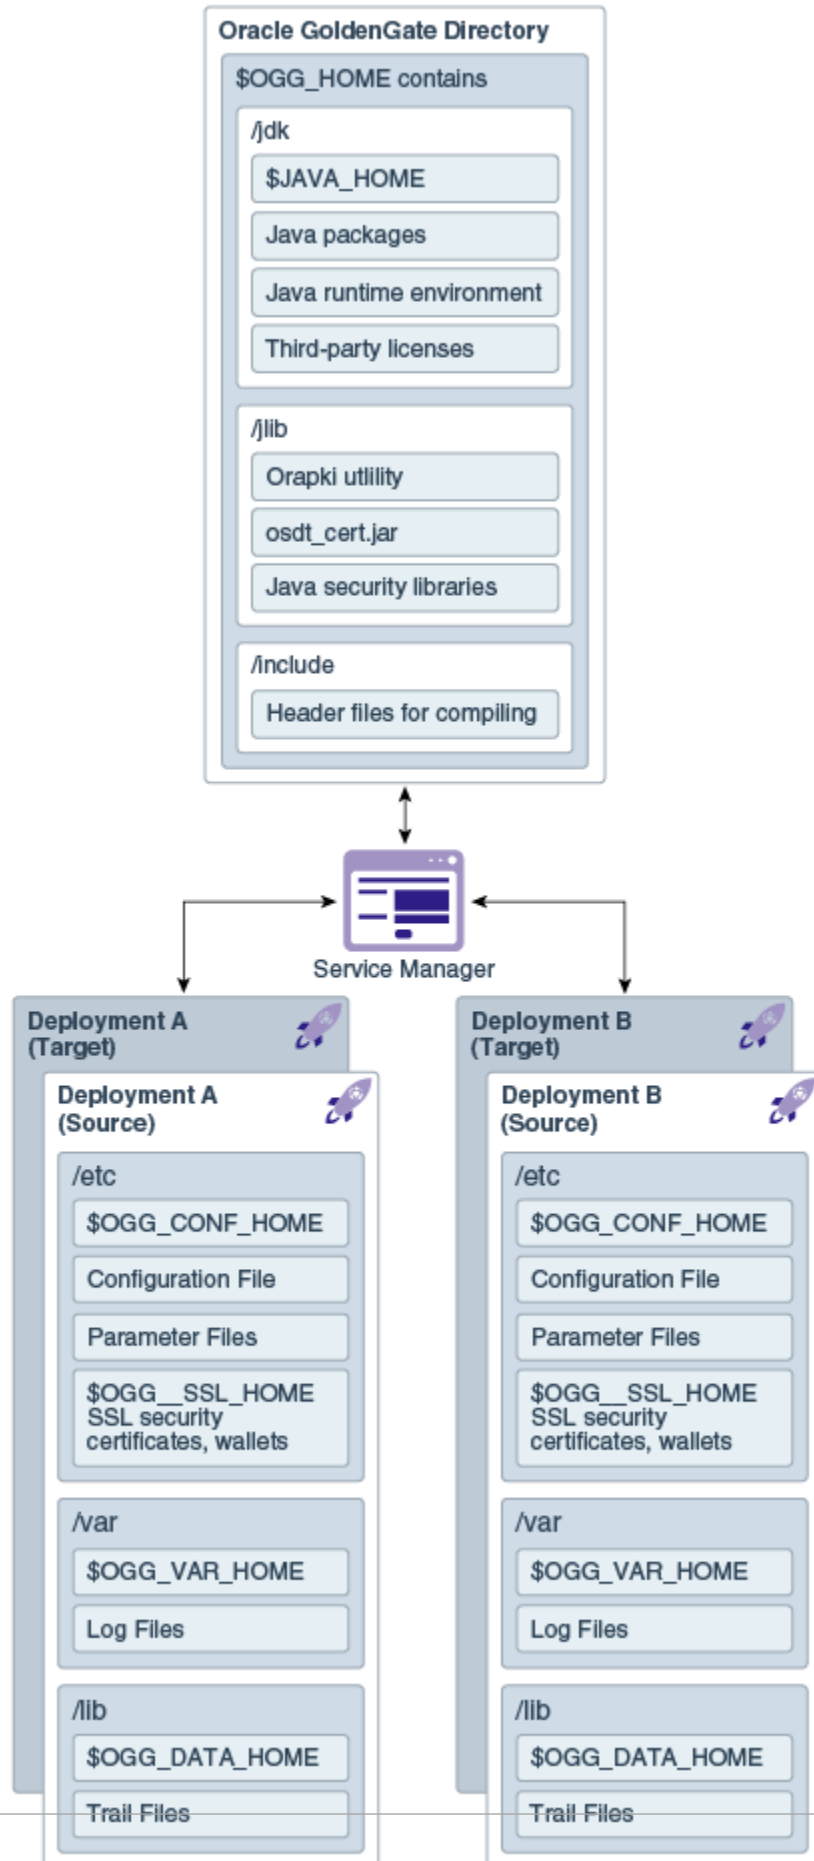 Oracle GoldenGate Directory
$OGG_HOME contains
/jdk
$JAVA_HOME
Java packages
Java runtime environment
Third-party licenses
/jlib
Orapki utlility
osdt_cert.jar
Java security libraries
/include
Header files for compiling
Service Manager
Deployment A
(Target)
Deployment A
(Source)
/etc
$OGG_CONF_HOME
Configuration File
Parameter Files
$OGG__SSL_HOME
SSL security
certificates, wallets
/var
$OGG_VAR_HOME
Log Files
/lib
$OGG_DATA_HOME
Trail Files
Deployment B
(Target)
Deployment B
(Source)
/etc
$OGG_CONF_HOME
Configuration File
Parameter Files
$OGG__SSL_HOME
SSL security
certificates, wallets
/var
$OGG_VAR_HOME
Log Files
/lib
$OGG_DATA_HOME
Trail Files